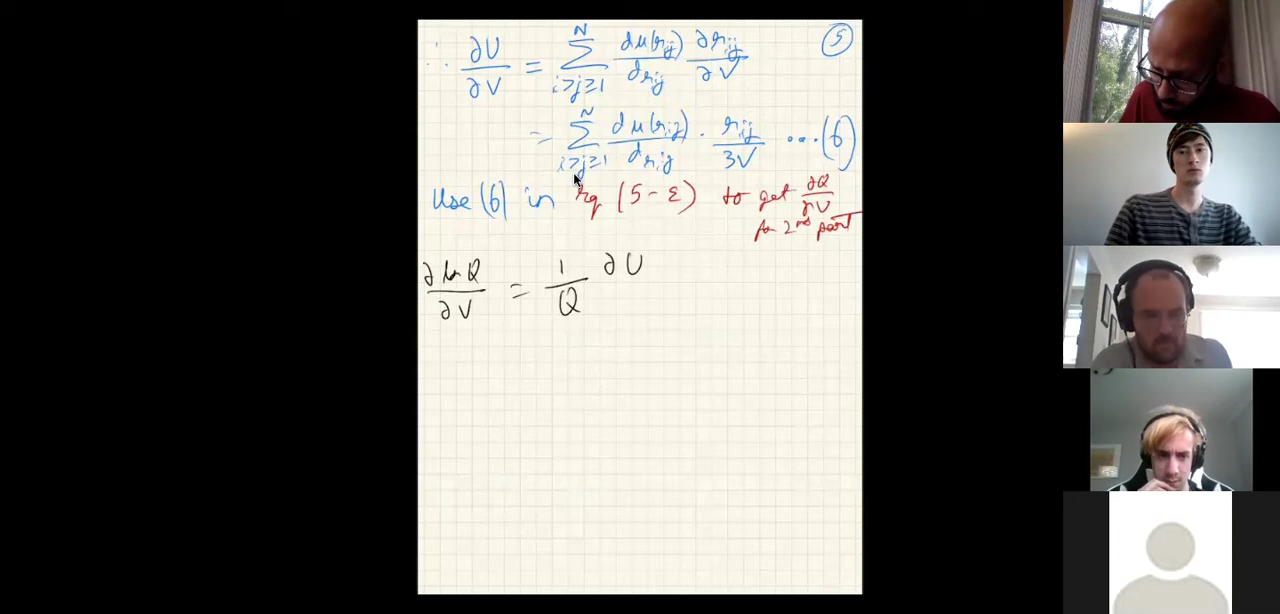 ∴ ∂U/∂V = Σ_{i>j≥1}^{N} du(r_ij)/dr_ij ∂r_ij/∂V ⑤
= Σ_{i>j≥1}^{N} du(r_ij)/dr_ij · r_ij/3V ...(6)
Use (6) in eq (5-ε) to get ∂Q/∂V
for 2nd part
∂ln Q/∂V = 1/Q ∂U